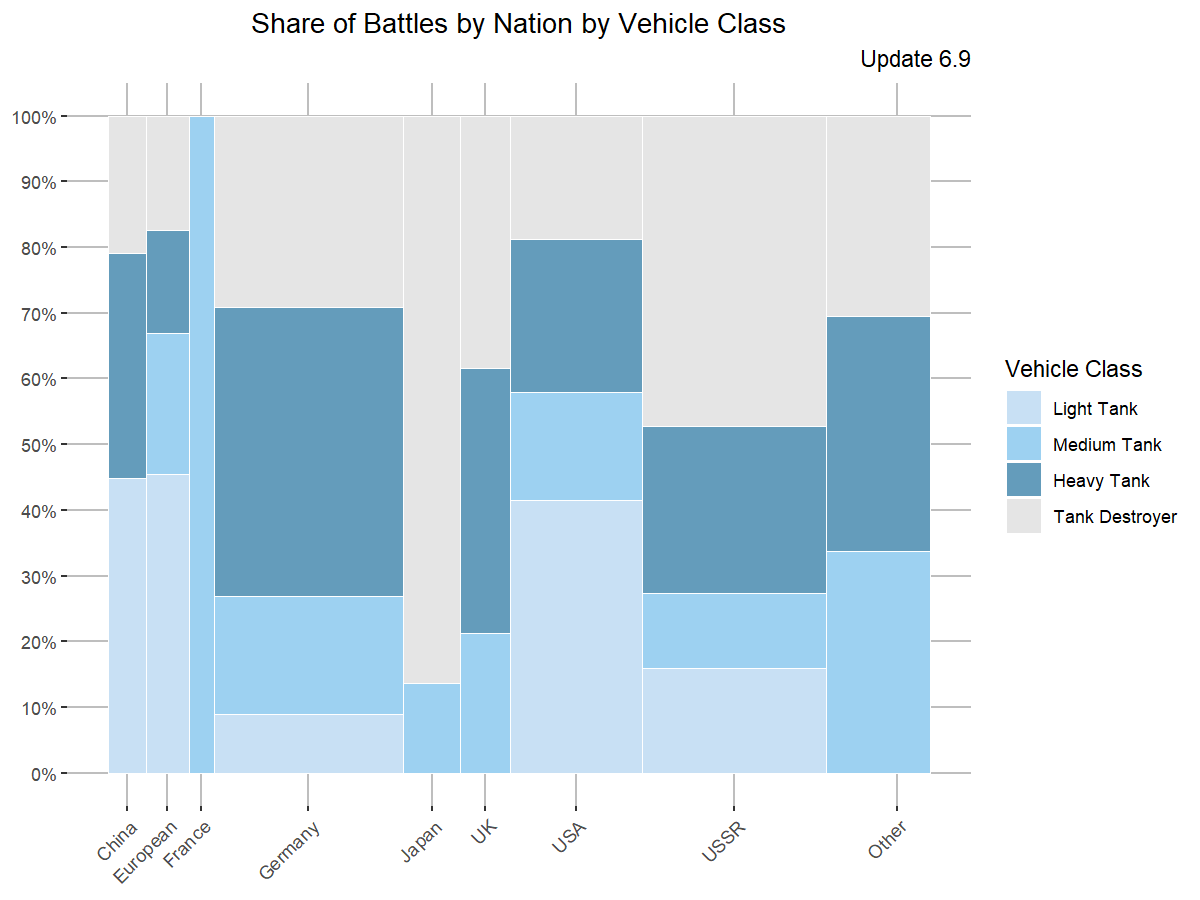 Share of Battles by Nation by Vehicle Class
Update 6.9
100%
90%
80%
70%
60%
50%
40%
30%
20%
10%
0%
China
European
France
Germany
Japan
UK
USA
USSR
Other
Vehicle Class
Light Tank
Medium Tank
Heavy Tank
Tank Destroyer